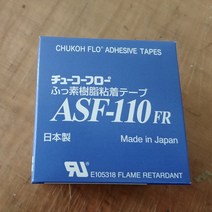 CHUKOH FLO ADHESIVE TAPES
チューコーフロー
ふっ素樹脂粘着テープ
ASF-110 FR
日本製 Made in Japan
E105318 FLAME RETARDANT